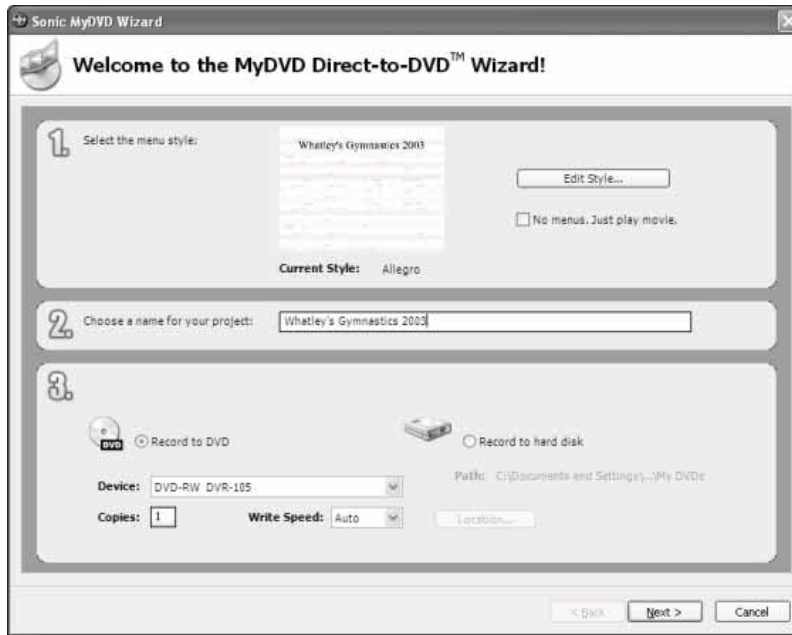 Sonic MyDVD Wizard
Welcome to the MyDVD Direct-to-DVD™ Wizard!
1.
Select the menu style:
Whatley's Gymnastics 2003
Edit Style...
No menus. Just play movie.
Current Style: Allegro
2.
Choose a name for your project: Whatley's Gymnastics 2003
3.
DVD
Record to DVD
Record to hard disk
Device: DVD-RW DVR-105
Path: C:\Documents and Settings\...\My DVDs
Copies: 1
Write Speed: Auto
Location...
< Back
Next >
Cancel